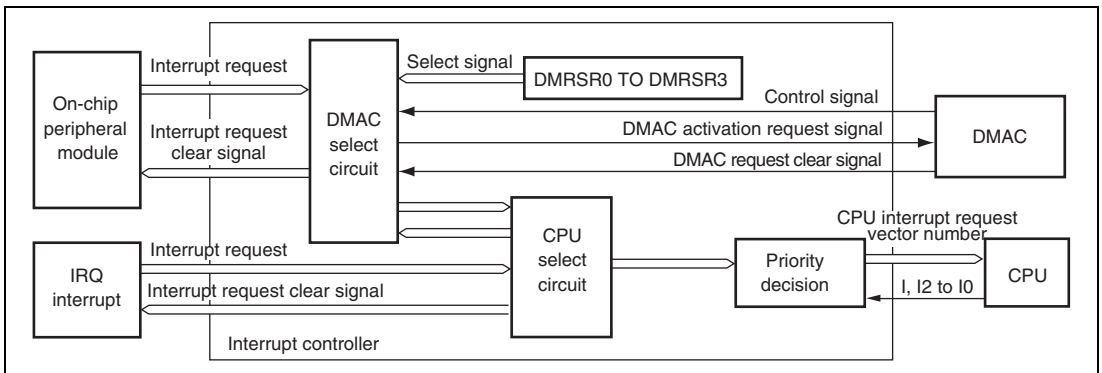 On-chip
peripheral
module
Interrupt request
Interrupt request
clear signal
DMAC
select
circuit
Select signal
DMRSR0 TO DMRSR3
Control signal
DMAC activation request signal
DMAC request clear signal
DMAC
IRQ
interrupt
Interrupt request
Interrupt request clear signal
CPU
select
circuit
Priority
decision
CPU interrupt request
vector number
I, I2 to I0
CPU
Interrupt controller